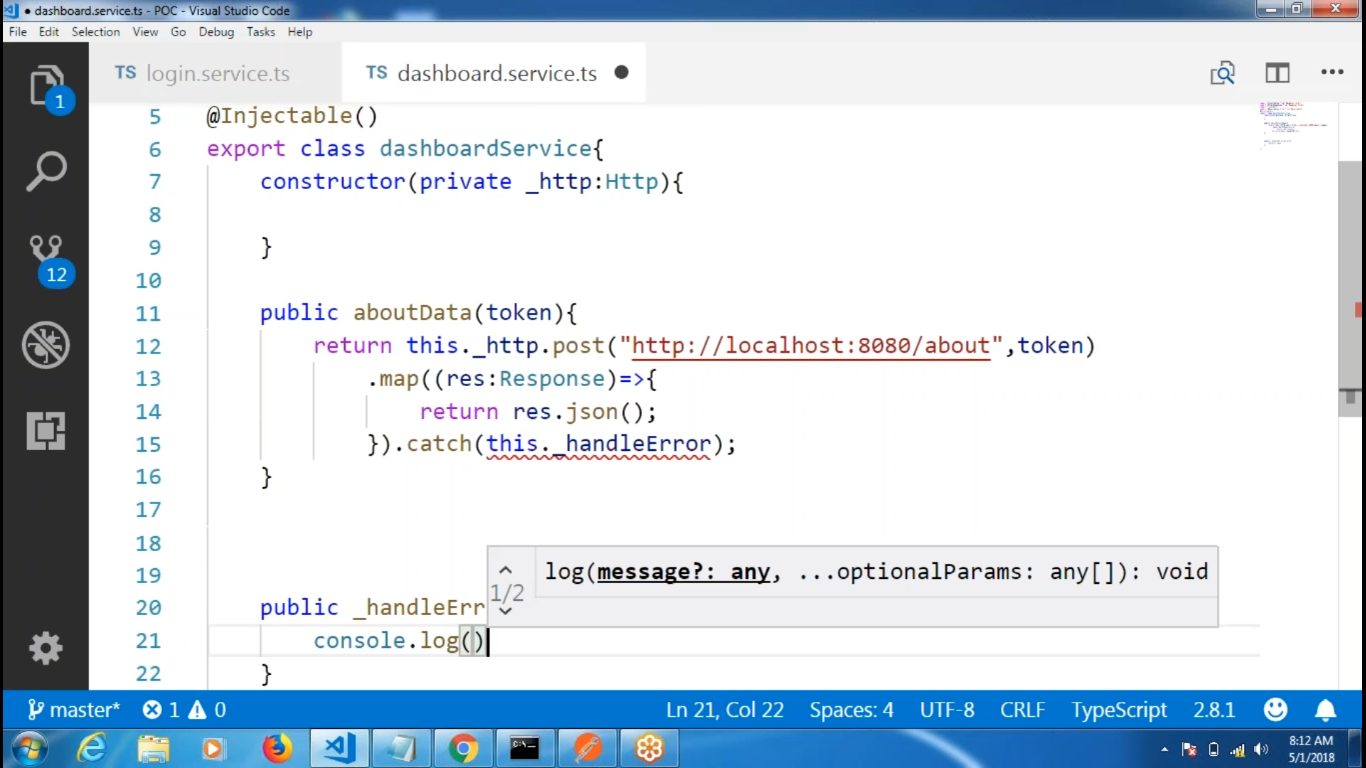 ● dashboard.service.ts - POC - Visual Studio Code
File Edit Selection View Go Debug Tasks Help
TS login.service.ts TS dashboard.service.ts ●
1
12
5 @Injectable()
6 export class dashboardService{
7 constructor(private _http:Http){
8
9 }
10
11 public aboutData(token){
12 return this._http.post("http://localhost:8080/about",token)
13 .map((res:Response)=>{
14 return res.json();
15 }).catch(this._handleError);
16 }
17
18
log(message?: any, ...optionalParams: any[]): void
1/2
19
20 public _handleErr
21 console.log()
22 }
master* 1 0 Ln 21, Col 22 Spaces: 4 UTF-8 CRLF TypeScript 2.8.1
8:12 AM
5/1/2018